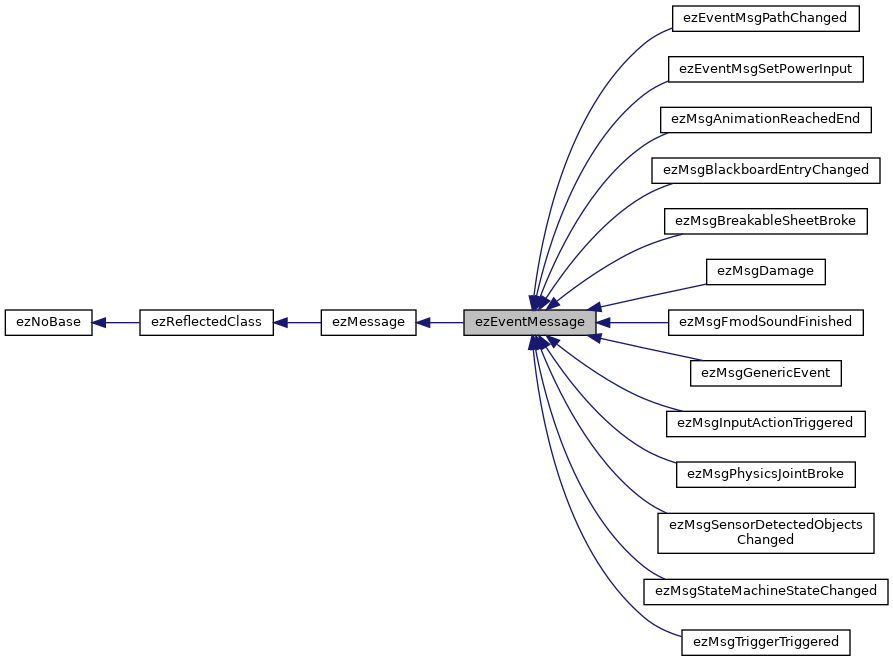 ezEventMsgPathChanged
ezEventMsgSetPowerInput
ezMsgAnimationReachedEnd
ezMsgBlackboardEntryChanged
ezMsgBreakableSheetBroke
ezMsgDamage
ezNoBase
ezReflectedClass
ezMessage
ezEventMessage
ezMsgFmodSoundFinished
ezMsgGenericEvent
ezMsgInputActionTriggered
ezMsgPhysicsJointBroke
ezMsgSensorDetectedObjects
Changed
ezMsgStateMachineStateChanged
ezMsgTriggerTriggered